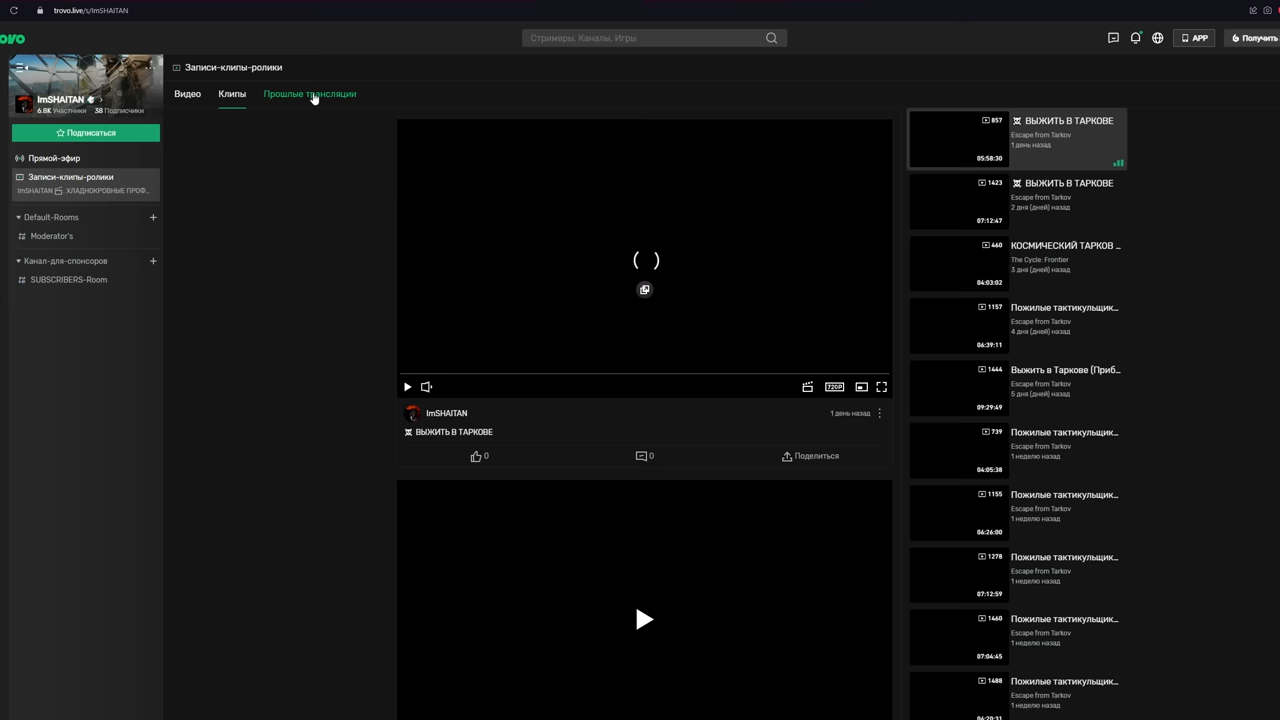 trovo.live/s/ImSHAITAN
ovo
Стримеры, Каналы, Игры
APP
Получить
ImSHAITAN
6.8K Участники 38 Подписчики
Подписаться
Прямой-эфир
Записи-клипы-ролики
ImSHAITAN : ХЛАДНОКРОВНЫЕ ПРОФ...
Default-Rooms
Moderator's
Канал-для-спонсоров
SUBSCRIBERS-Room
Записи-клипы-ролики
Видео Клипы Прошлые трансляции
720P
ImSHAITAN
1 день назад
ВЫЖИТЬ В ТАРКОВЕ
0
0
Поделиться
857
05:58:30
ВЫЖИТЬ В ТАРКОВЕ
Escape from Tarkov
1 день назад
1423
07:12:47
ВЫЖИТЬ В ТАРКОВЕ
Escape from Tarkov
2 дня (дней) назад
460
04:03:02
КОСМИЧЕСКИЙ ТАРКОВ ...
The Cycle: Frontier
3 дня (дней) назад
1157
06:39:11
Пожилые тактикульщик...
Escape from Tarkov
4 дня (дней) назад
1444
09:29:49
Выжить в Таркове (Приб...
Escape from Tarkov
5 дня (дней) назад
739
04:05:38
Пожилые тактикульщик...
Escape from Tarkov
1 неделю назад
1155
06:26:00
Пожилые тактикульщик...
Escape from Tarkov
1 неделю назад
1278
07:12:59
Пожилые тактикульщик...
Escape from Tarkov
1 неделю назад
1460
07:04:45
Пожилые тактикульщик...
Escape from Tarkov
1 неделю назад
1488
06:20:31
Пожилые тактикульщик...
Escape from Tarkov
1 неделю назад